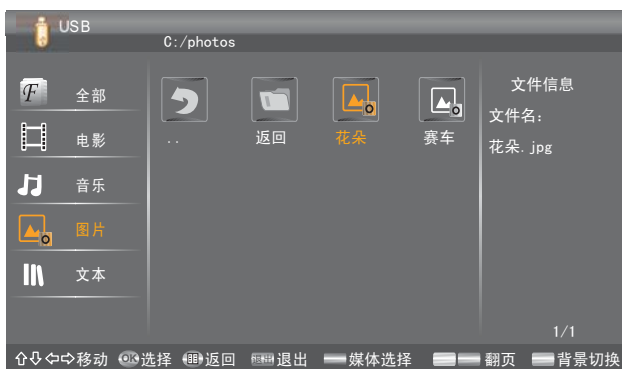 USB
C:/photos
全部
电影
音乐
图片
文本
..
返回
花朵
赛车
文件信息
文件名:
花朵.jpg
1/1
移动 OK选择 返回 退出 媒体选择 翻页 背景切换